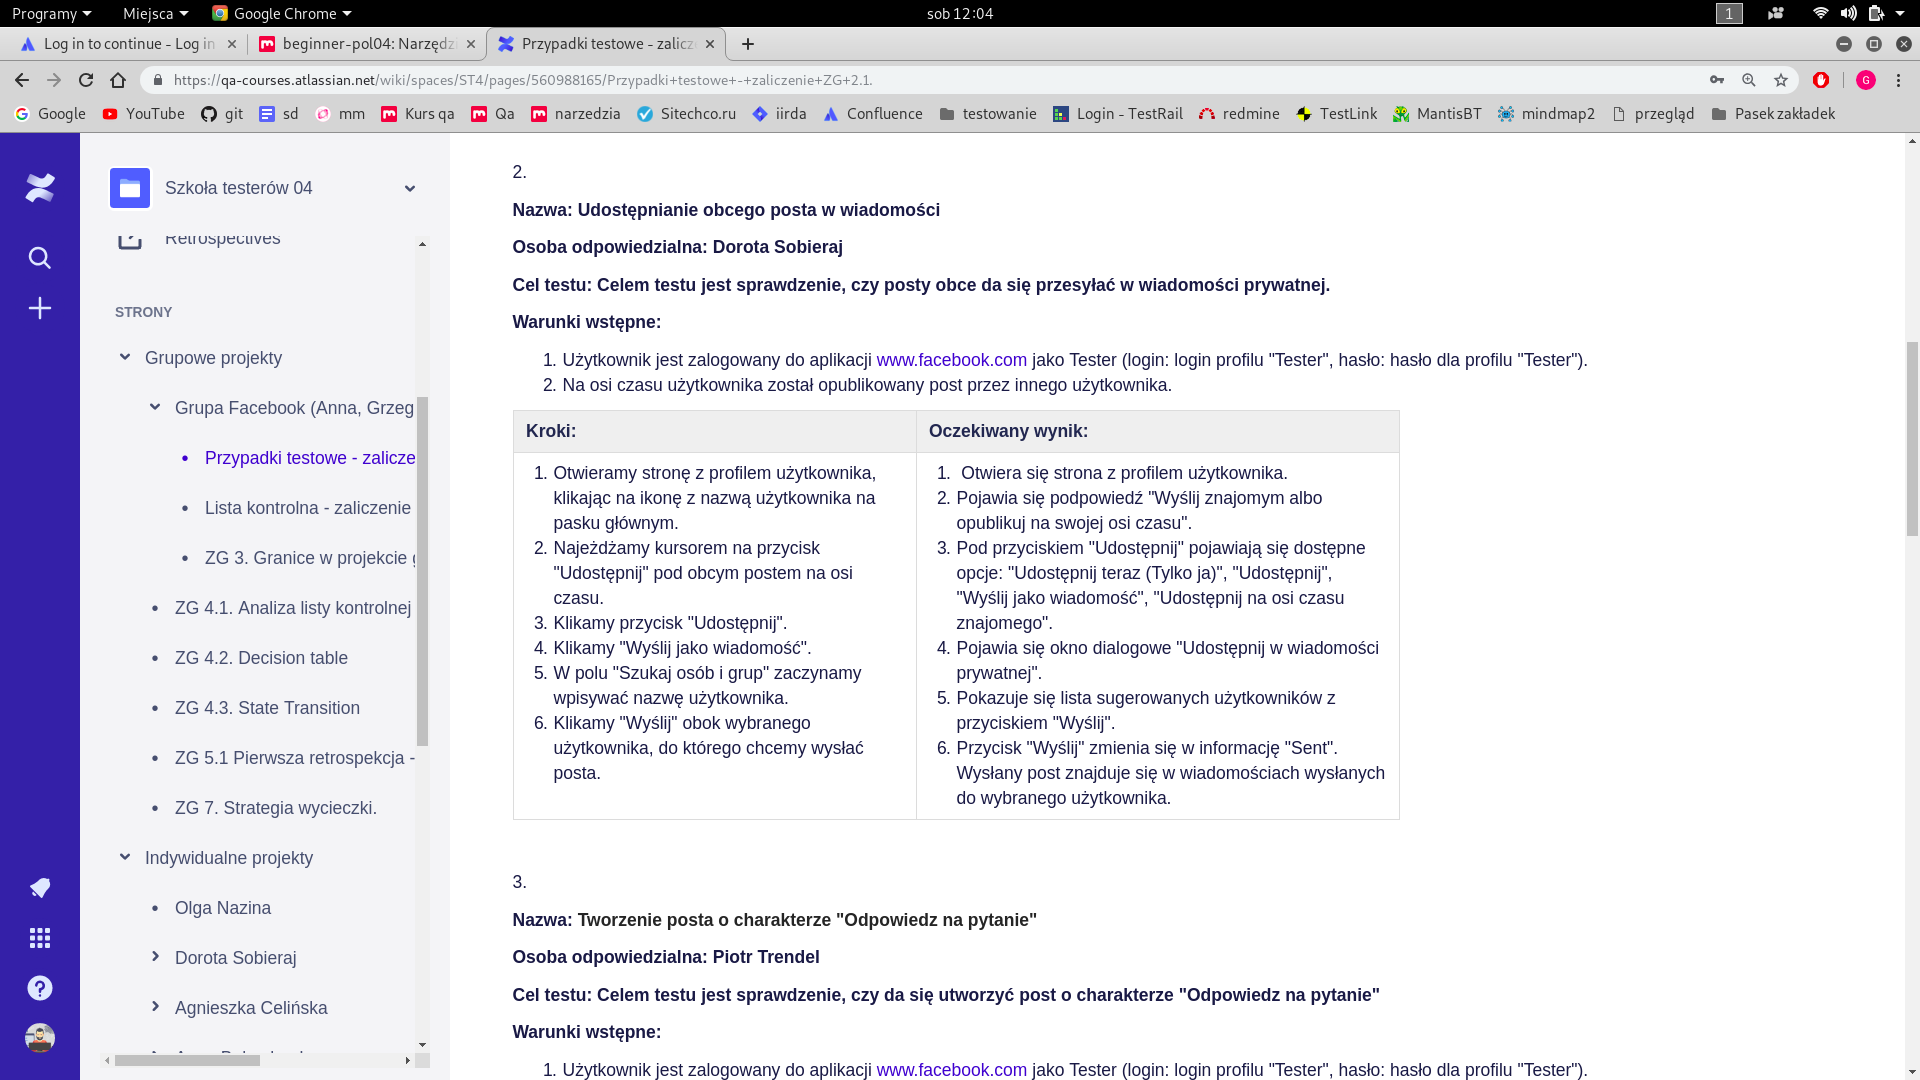 Programy Miejsca Google Chrome sob 12:04 1
Log in to continue - Log in beginner-pol04: Narzędzi Przypadki testowe - zalicz
https://qa-courses.atlassian.net/wiki/spaces/ST4/pages/560988165/Przypadki+testowe+-+zaliczenie+ZG+2.1. G
Google YouTube git sd mm Kurs qa Qa narzedzia Sitechco.ru iirda Confluence testowanie Login - TestRail redmine TestLink MantisBT mindmap2 przegląd Pasek zakładek
Szkoła testerów 04
Retrospectives
STRONY
Grupowe projekty
Grupa Facebook (Anna, Grzeg
Przypadki testowe - zalicze
Lista kontrolna - zaliczenie
ZG 3. Granice w projekcie g
ZG 4.1. Analiza listy kontrolnej
ZG 4.2. Decision table
ZG 4.3. State Transition
ZG 5.1 Pierwsza retrospekcja -
ZG 7. Strategia wycieczki.
Indywidualne projekty
Olga Nazina
Dorota Sobieraj
Agnieszka Celińska
2.
Nazwa: Udostępnianie obcego posta w wiadomości
Osoba odpowiedzialna: Dorota Sobieraj
Cel testu: Celem testu jest sprawdzenie, czy posty obce da się przesyłać w wiadomości prywatnej.
Warunki wstępne:
1. Użytkownik jest zalogowany do aplikacji www.facebook.com jako Tester (login: login profilu "Tester", hasło: hasło dla profilu "Tester").
2. Na osi czasu użytkownika został opublikowany post przez innego użytkownika.
Kroki:
1. Otwieramy stronę z profilem użytkownika,
klikając na ikonę z nazwą użytkownika na
pasku głównym.
2. Najeżdżamy kursorem na przycisk
"Udostępnij" pod obcym postem na osi
czasu.
3. Klikamy przycisk "Udostępnij".
4. Klikamy "Wyślij jako wiadomość".
5. W polu "Szukaj osób i grup" zaczynamy
wpisywać nazwę użytkownika.
6. Klikamy "Wyślij" obok wybranego
użytkownika, do którego chcemy wysłać
posta.
Oczekiwany wynik:
1. Otwiera się strona z profilem użytkownika.
2. Pojawia się podpowiedź "Wyślij znajomym albo
opublikuj na swojej osi czasu".
3. Pod przyciskiem "Udostępnij" pojawiają się dostępne
opcje: "Udostępnij teraz (Tylko ja)", "Udostępnij",
"Wyślij jako wiadomość", "Udostępnij na osi czasu
znajomego".
4. Pojawia się okno dialogowe "Udostępnij w wiadomości
prywatnej".
5. Pokazuje się lista sugerowanych użytkowników z
przyciskiem "Wyślij".
6. Przycisk "Wyślij" zmienia się w informację "Sent".
Wysłany post znajduje się w wiadomościach wysłanych
do wybranego użytkownika.
3.
Nazwa: Tworzenie posta o charakterze "Odpowiedz na pytanie"
Osoba odpowiedzialna: Piotr Trendel
Cel testu: Celem testu jest sprawdzenie, czy da się utworzyć post o charakterze "Odpowiedz na pytanie"
Warunki wstępne:
1. Użytkownik jest zalogowany do aplikacji www.facebook.com jako Tester (login: login profilu "Tester", hasło: hasło dla profilu "Tester").